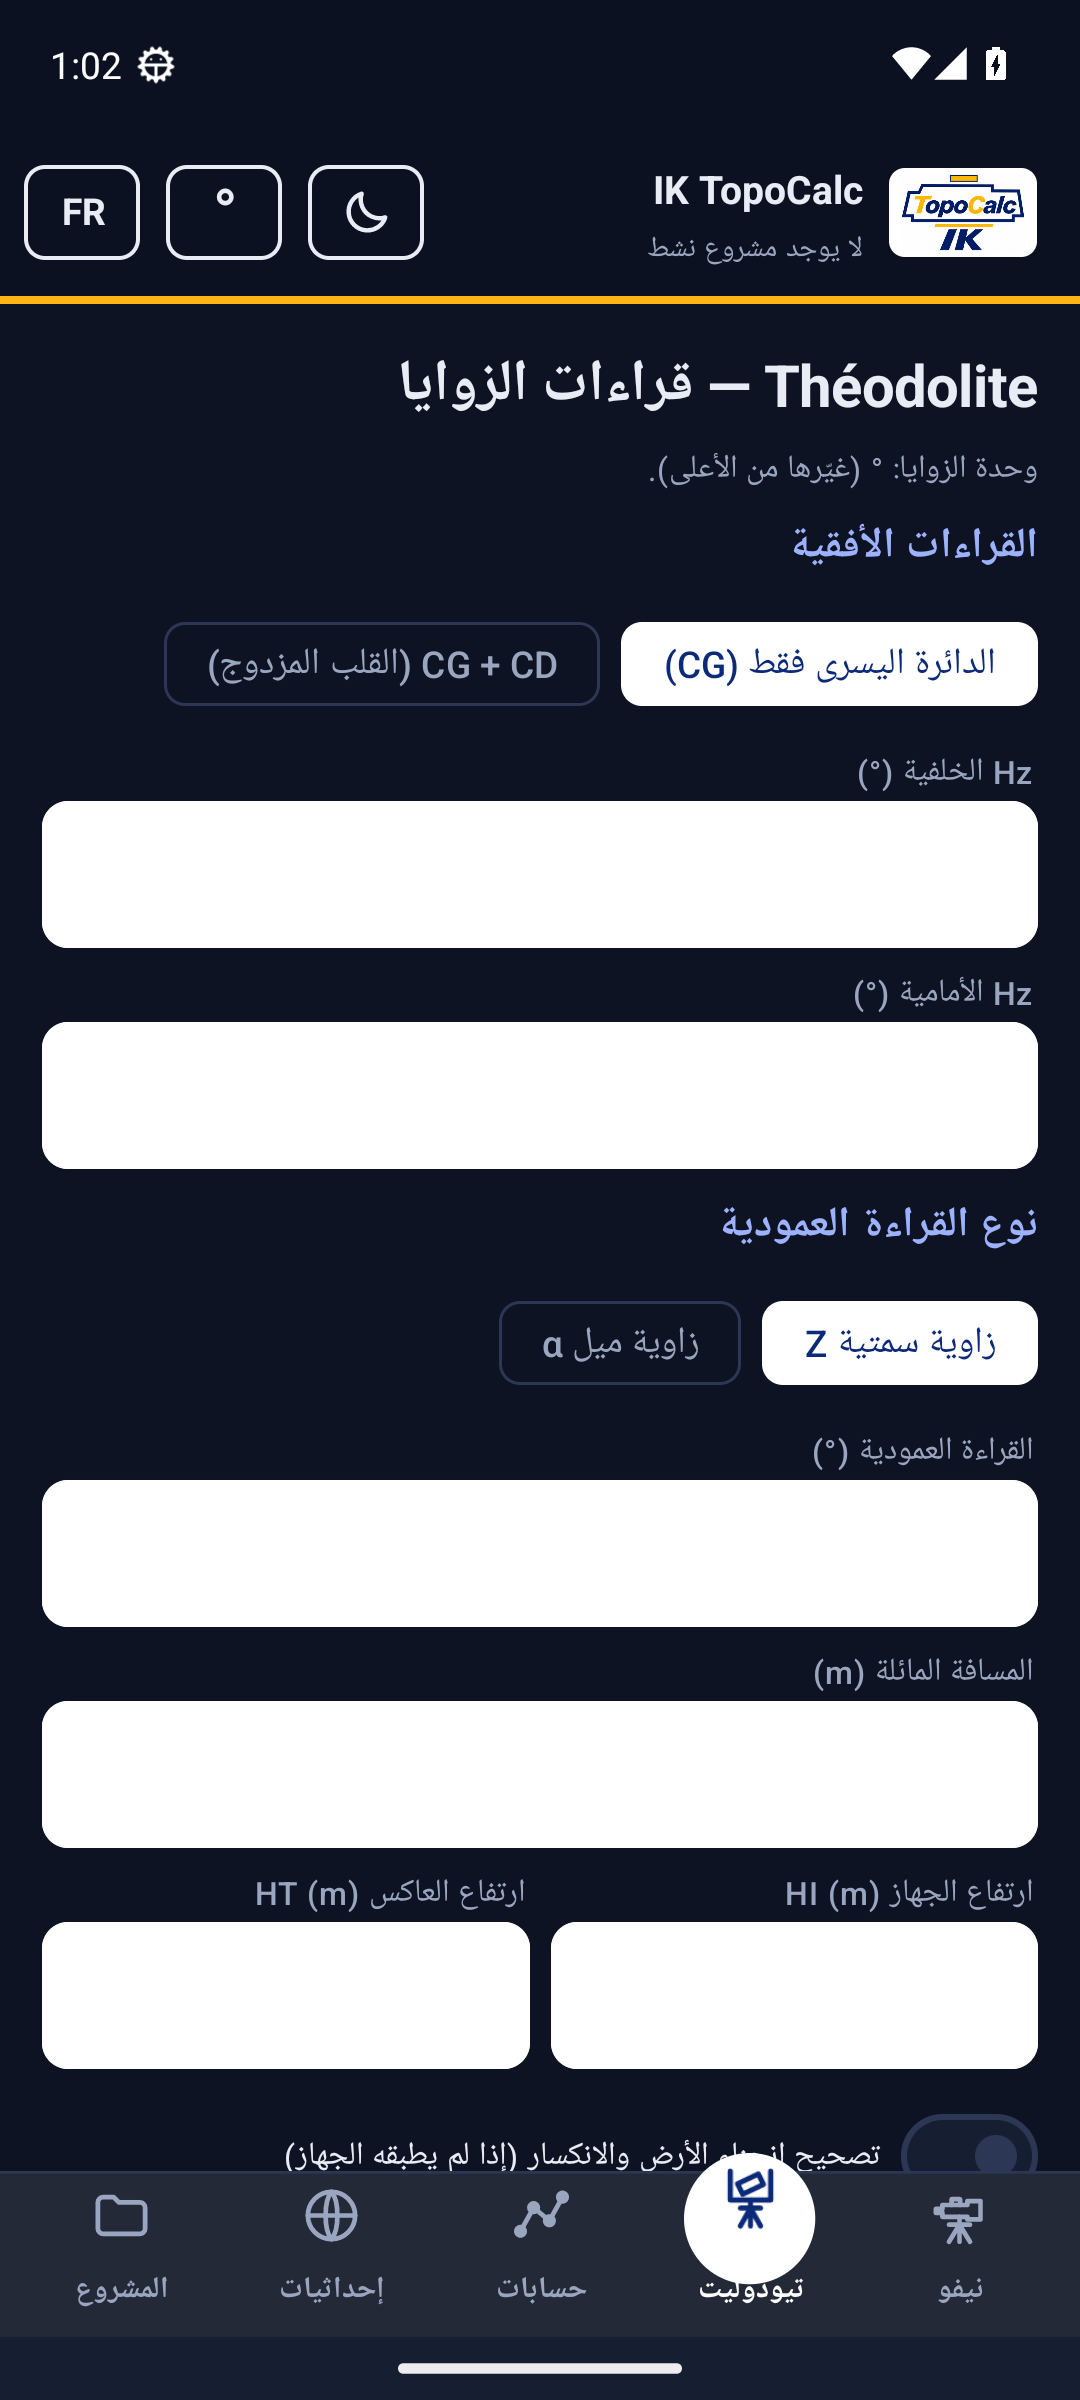 1:02
FR
°
IK TopoCalc
لا يوجد مشروع نشط
TopoCalc
IK
Théodolite — قراءات الزوايا
وحدة الزوايا: ° (غيّرها من الأعلى).
القراءات الأفقية
الدائرة اليسرى فقط (CG)
CG + CD (القلب المزدوج)
Hz الخلفية (°)
Hz الأمامية (°)
نوع القراءة العمودية
زاوية سمتية Z
زاوية ميل α
القراءة العمودية (°)
المسافة المائلة (m)
ارتفاع الجهاز HI (m)
ارتفاع العاكس HT (m)
تصحيح الأرض والانكسار (إذا لم يطبقه الجهاز)
نيفو
تيودوليت
حسابات
إحداثيات
المشروع